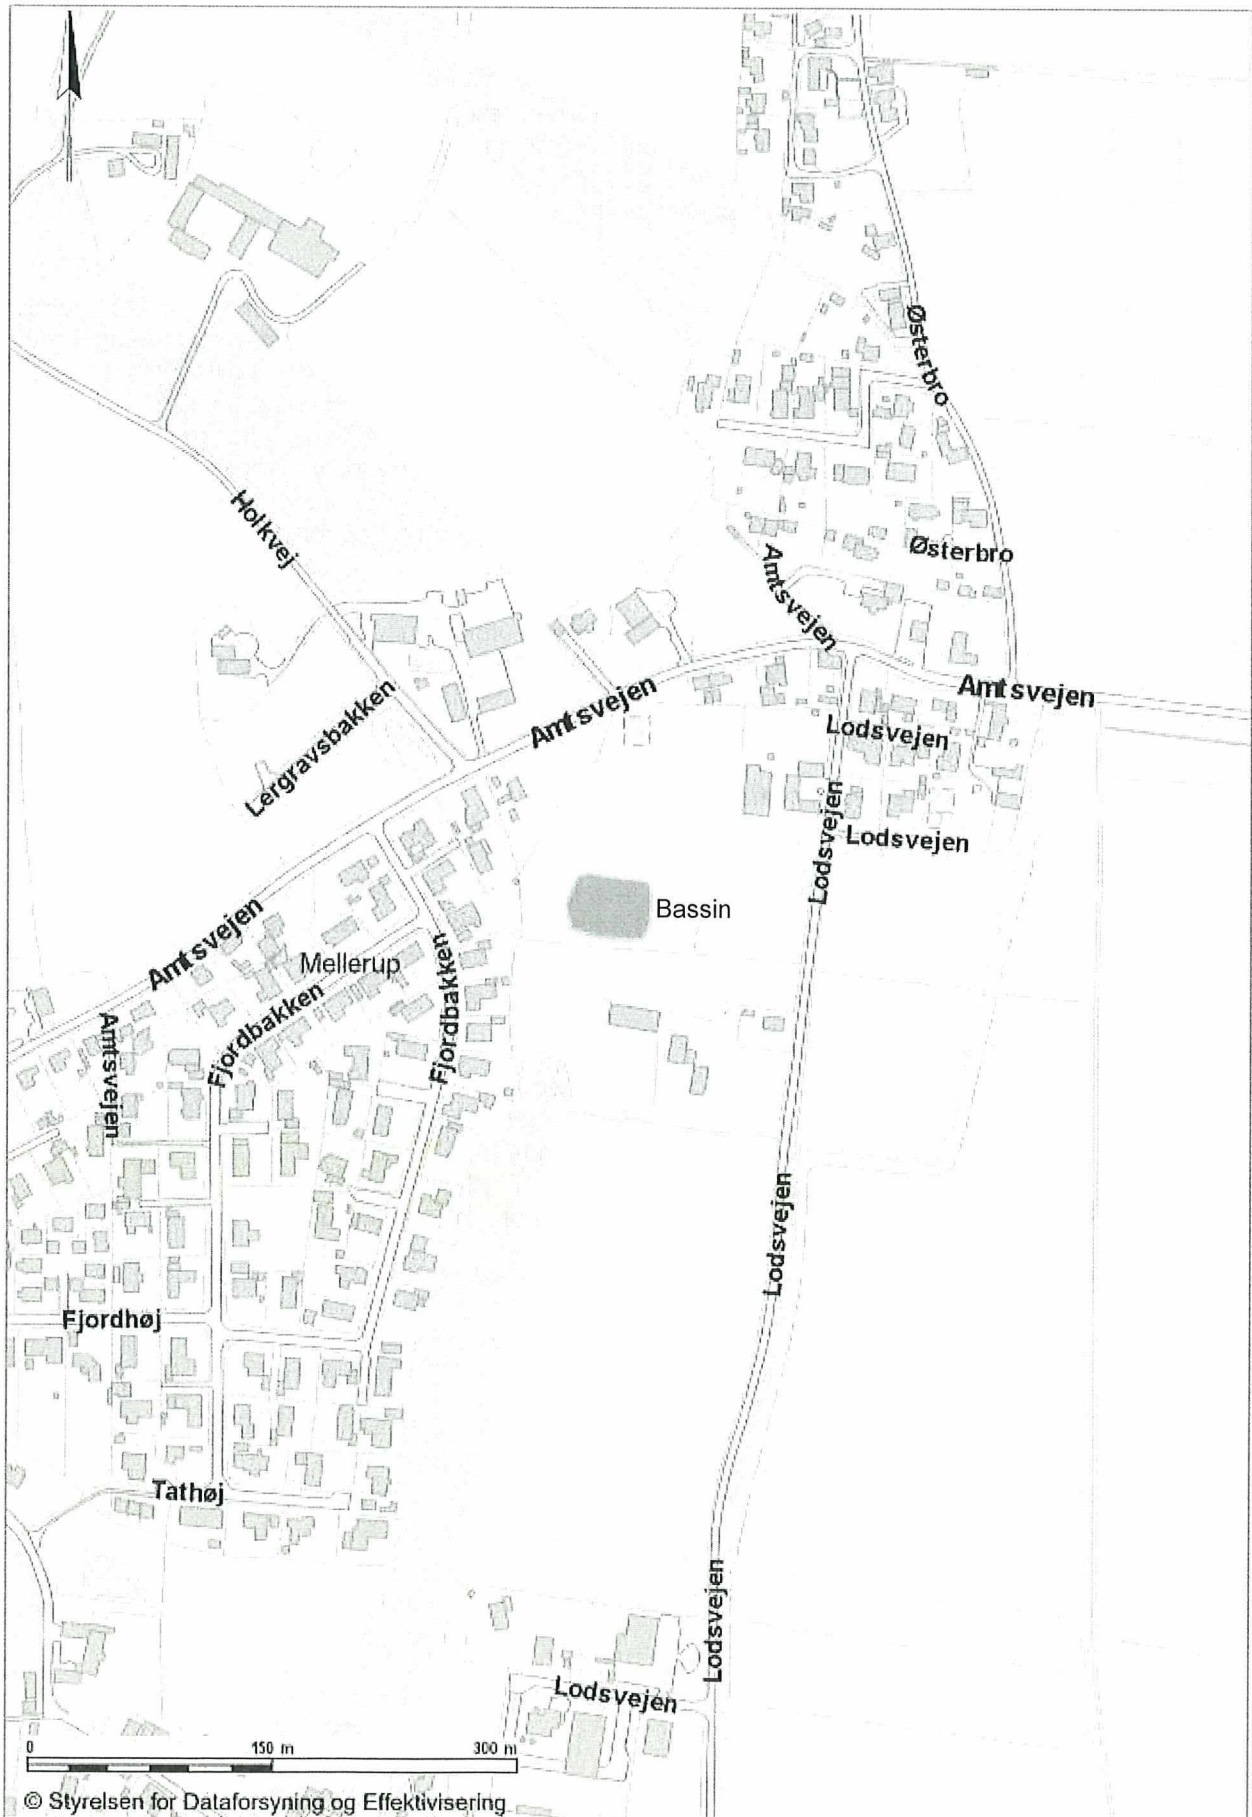 Østerbro
Holkvej
Østerbro
Amtsvejen
Lergravsbakken
Amtsvejen
Amtsvejen
Lodsvejen
Lodsvejen
Lodsvejen
Bassin
Amtsvejen
Mellerup
Fjordbakken
Fjordbakken
Amtsvejen
Lodsvejen
Fjordhøj
Tathøj
Lodsvejen
Lodsvejen
0 150 m 300 m
© Styrelsen for Dataforsyning og Effektivisering